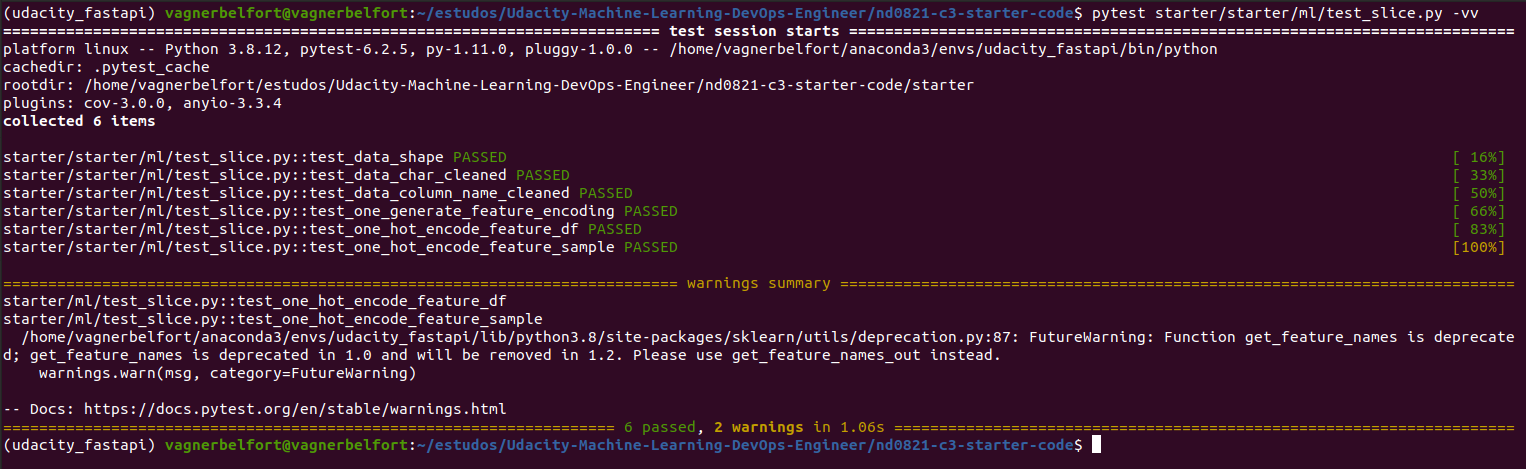 (udacity_fastapi) vagnerbelfort@vagnerbelfort:~/estudos/Udacity-Machine-Learning-DevOps-Engineer/nd0821-c3-starter-code$ pytest starter/starter/ml/test_slice.py -vv
=========================================================================== test session starts ===========================================================================
platform linux -- Python 3.8.12, pytest-6.2.5, py-1.11.0, pluggy-1.0.0 -- /home/vagnerbelfort/anaconda3/envs/udacity_fastapi/bin/python
cachedir: .pytest_cache
rootdir: /home/vagnerbelfort/estudos/Udacity-Machine-Learning-DevOps-Engineer/nd0821-c3-starter-code/starter
plugins: cov-3.0.0, anyio-3.3.4
collected 6 items
starter/starter/ml/test_slice.py::test_data_shape PASSED [ 16%]
starter/starter/ml/test_slice.py::test_data_char_cleaned PASSED [ 33%]
starter/starter/ml/test_slice.py::test_data_column_name_cleaned PASSED [ 50%]
starter/starter/ml/test_slice.py::test_one_generate_feature_encoding PASSED [ 66%]
starter/starter/ml/test_slice.py::test_one_hot_encode_feature_df PASSED [ 83%]
starter/starter/ml/test_slice.py::test_one_hot_encode_feature_sample PASSED [100%]
=========================================================================== warnings summary ===========================================================================
starter/ml/test_slice.py::test_one_hot_encode_feature_df
starter/ml/test_slice.py::test_one_hot_encode_feature_sample
/home/vagnerbelfort/anaconda3/envs/udacity_fastapi/lib/python3.8/site-packages/sklearn/utils/deprecation.py:87: FutureWarning: Function get_feature_names is deprecate
d; get_feature_names is deprecated in 1.0 and will be removed in 1.2. Please use get_feature_names_out instead.
warnings.warn(msg, category=FutureWarning)
-- Docs: https://docs.pytest.org/en/stable/warnings.html
==================================================================== 6 passed, 2 warnings in 1.06s =====================================================================
(udacity_fastapi) vagnerbelfort@vagnerbelfort:~/estudos/Udacity-Machine-Learning-DevOps-Engineer/nd0821-c3-starter-code$